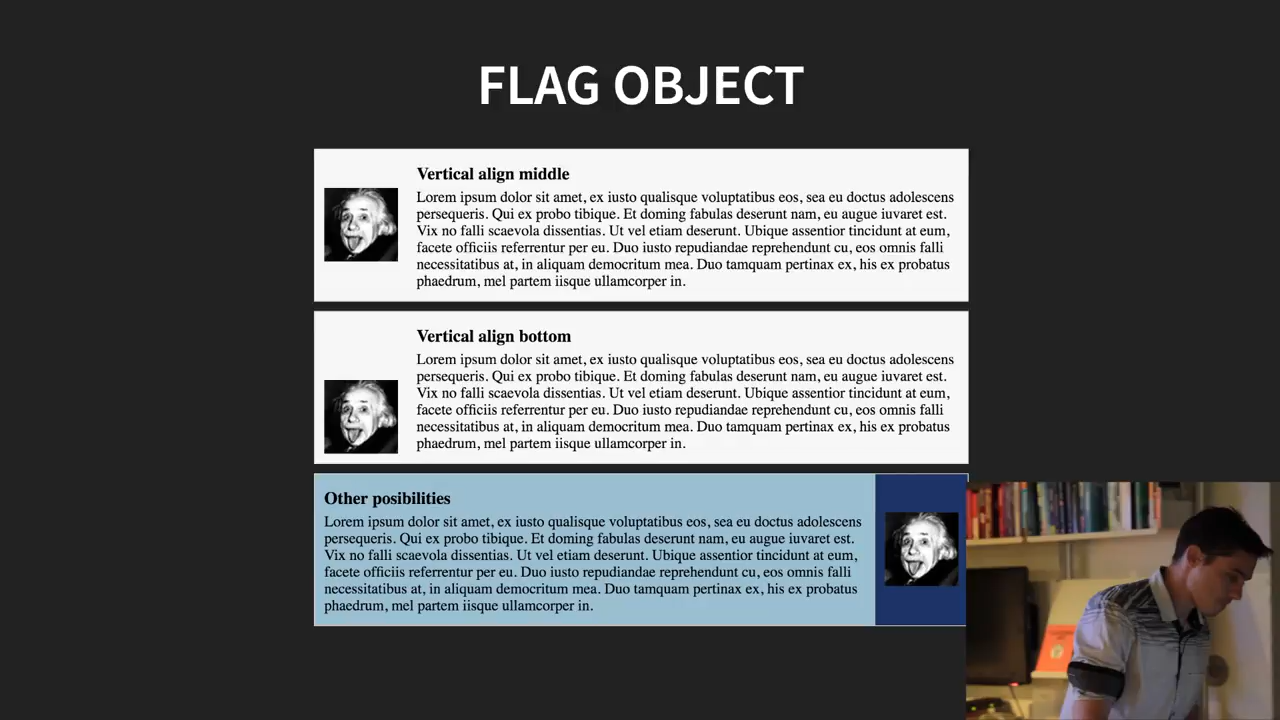 FLAG OBJECT
Vertical align middle
Lorem ipsum dolor sit amet, ex iusto qualisque voluptatibus eos, sea eu doctus adolescens
persequeris. Qui ex probo tibique. Et doming fabulas deserunt nam, eu augue iuvaret est.
Vix no falli scaevola dissentias. Ut vel etiam deserunt. Ubique assentior tincidunt at eum,
facete officiis referrentur per eu. Duo iusto repudiandae reprehendunt cu, eos omnis falli
necessitatibus at, in aliquam democritum mea. Duo tamquam pertinax ex, his ex probatus
phaedrum, mel partem iisque ullamcorper in.
Vertical align bottom
Lorem ipsum dolor sit amet, ex iusto qualisque voluptatibus eos, sea eu doctus adolescens
persequeris. Qui ex probo tibique. Et doming fabulas deserunt nam, eu augue iuvaret est.
Vix no falli scaevola dissentias. Ut vel etiam deserunt. Ubique assentior tincidunt at eum,
facete officiis referrentur per eu. Duo iusto repudiandae reprehendunt cu, eos omnis falli
necessitatibus at, in aliquam democritum mea. Duo tamquam pertinax ex, his ex probatus
phaedrum, mel partem iisque ullamcorper in.
Other posibilities
Lorem ipsum dolor sit amet, ex iusto qualisque voluptatibus eos, sea eu doctus adolescens
persequeris. Qui ex probo tibique. Et doming fabulas deserunt nam, eu augue iuvaret est.
Vix no falli scaevola dissentias. Ut vel etiam deserunt. Ubique assentior tincidunt at eum,
facete officiis referrentur per eu. Duo iusto repudiandae reprehendunt cu, eos omnis falli
necessitatibus at, in aliquam democritum mea. Duo tamquam pertinax ex, his ex probatus
phaedrum, mel partem iisque ullamcorper in.